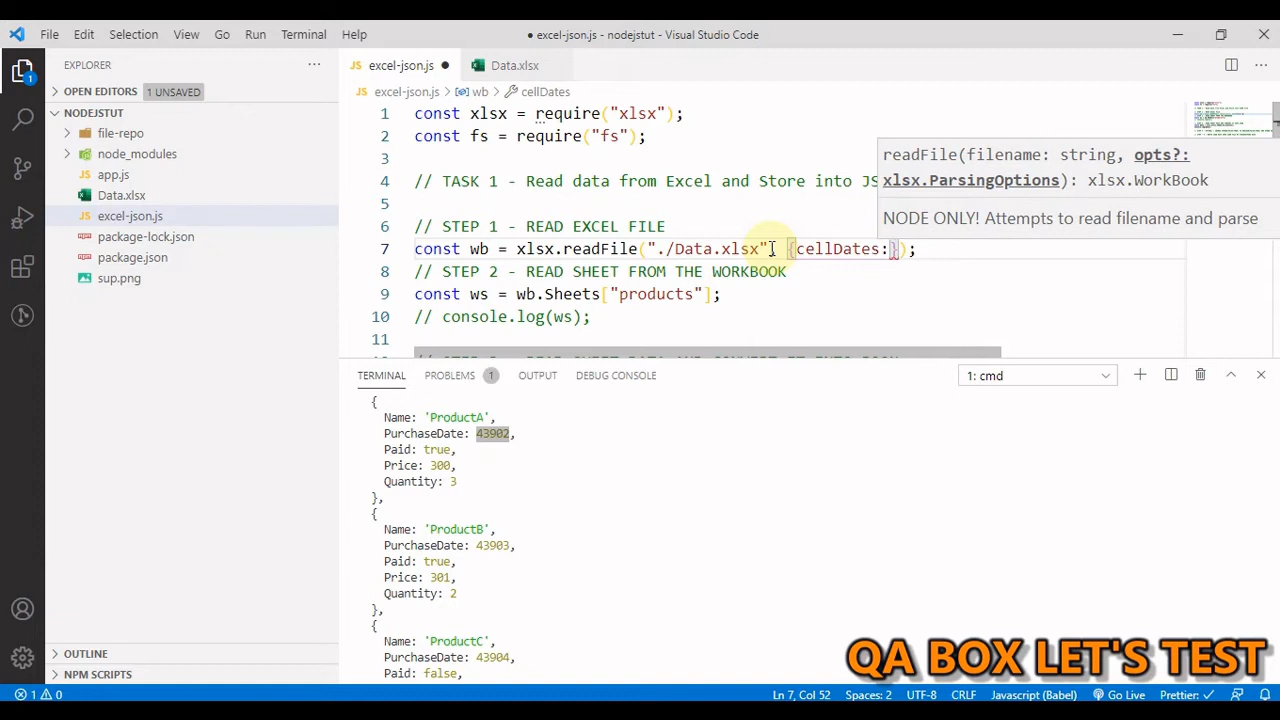 File Edit Selection View Go Run Terminal Help
● excel-json.js - nodejstut - Visual Studio Code
EXPLORER
OPEN EDITORS 1 UNSAVED
NODEJSTUT
file-repo
node_modules
app.js
Data.xlsx
excel-json.js
package-lock.json
package.json
sup.png
OUTLINE
NPM SCRIPTS
JS excel-json.js ● Data.xlsx
JS excel-json.js > wb > cellDates
1 const xlsx = require("xlsx");
2 const fs = require("fs");
3
4 // TASK 1 - Read data from Excel and Store into JS
5
6 // STEP 1 - READ EXCEL FILE
7 const wb = xlsx.readFile("./Data.xlsx", {cellDates:});
8 // STEP 2 - READ SHEET FROM THE WORKBOOK
9 const ws = wb.Sheets["products"];
10 // console.log(ws);
11
readFile(filename: string, opts?:
xlsx.ParsingOptions): xlsx.WorkBook
NODE ONLY! Attempts to read filename and parse
TERMINAL PROBLEMS 1 OUTPUT DEBUG CONSOLE
1: cmd
{
Name: 'ProductA',
PurchaseDate: 43902,
Paid: true,
Price: 300,
Quantity: 3
},
{
Name: 'ProductB',
PurchaseDate: 43903,
Paid: true,
Price: 301,
Quantity: 2
},
{
Name: 'ProductC',
PurchaseDate: 43904,
Paid: false,
QA BOX LET'S TEST
1 0
Ln 7, Col 52 Spaces: 2 UTF-8 CRLF Javascript (Babel) Go Live Prettier: ✓